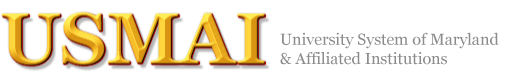 USMAI
University System of Maryland
& Affiliated Institutions